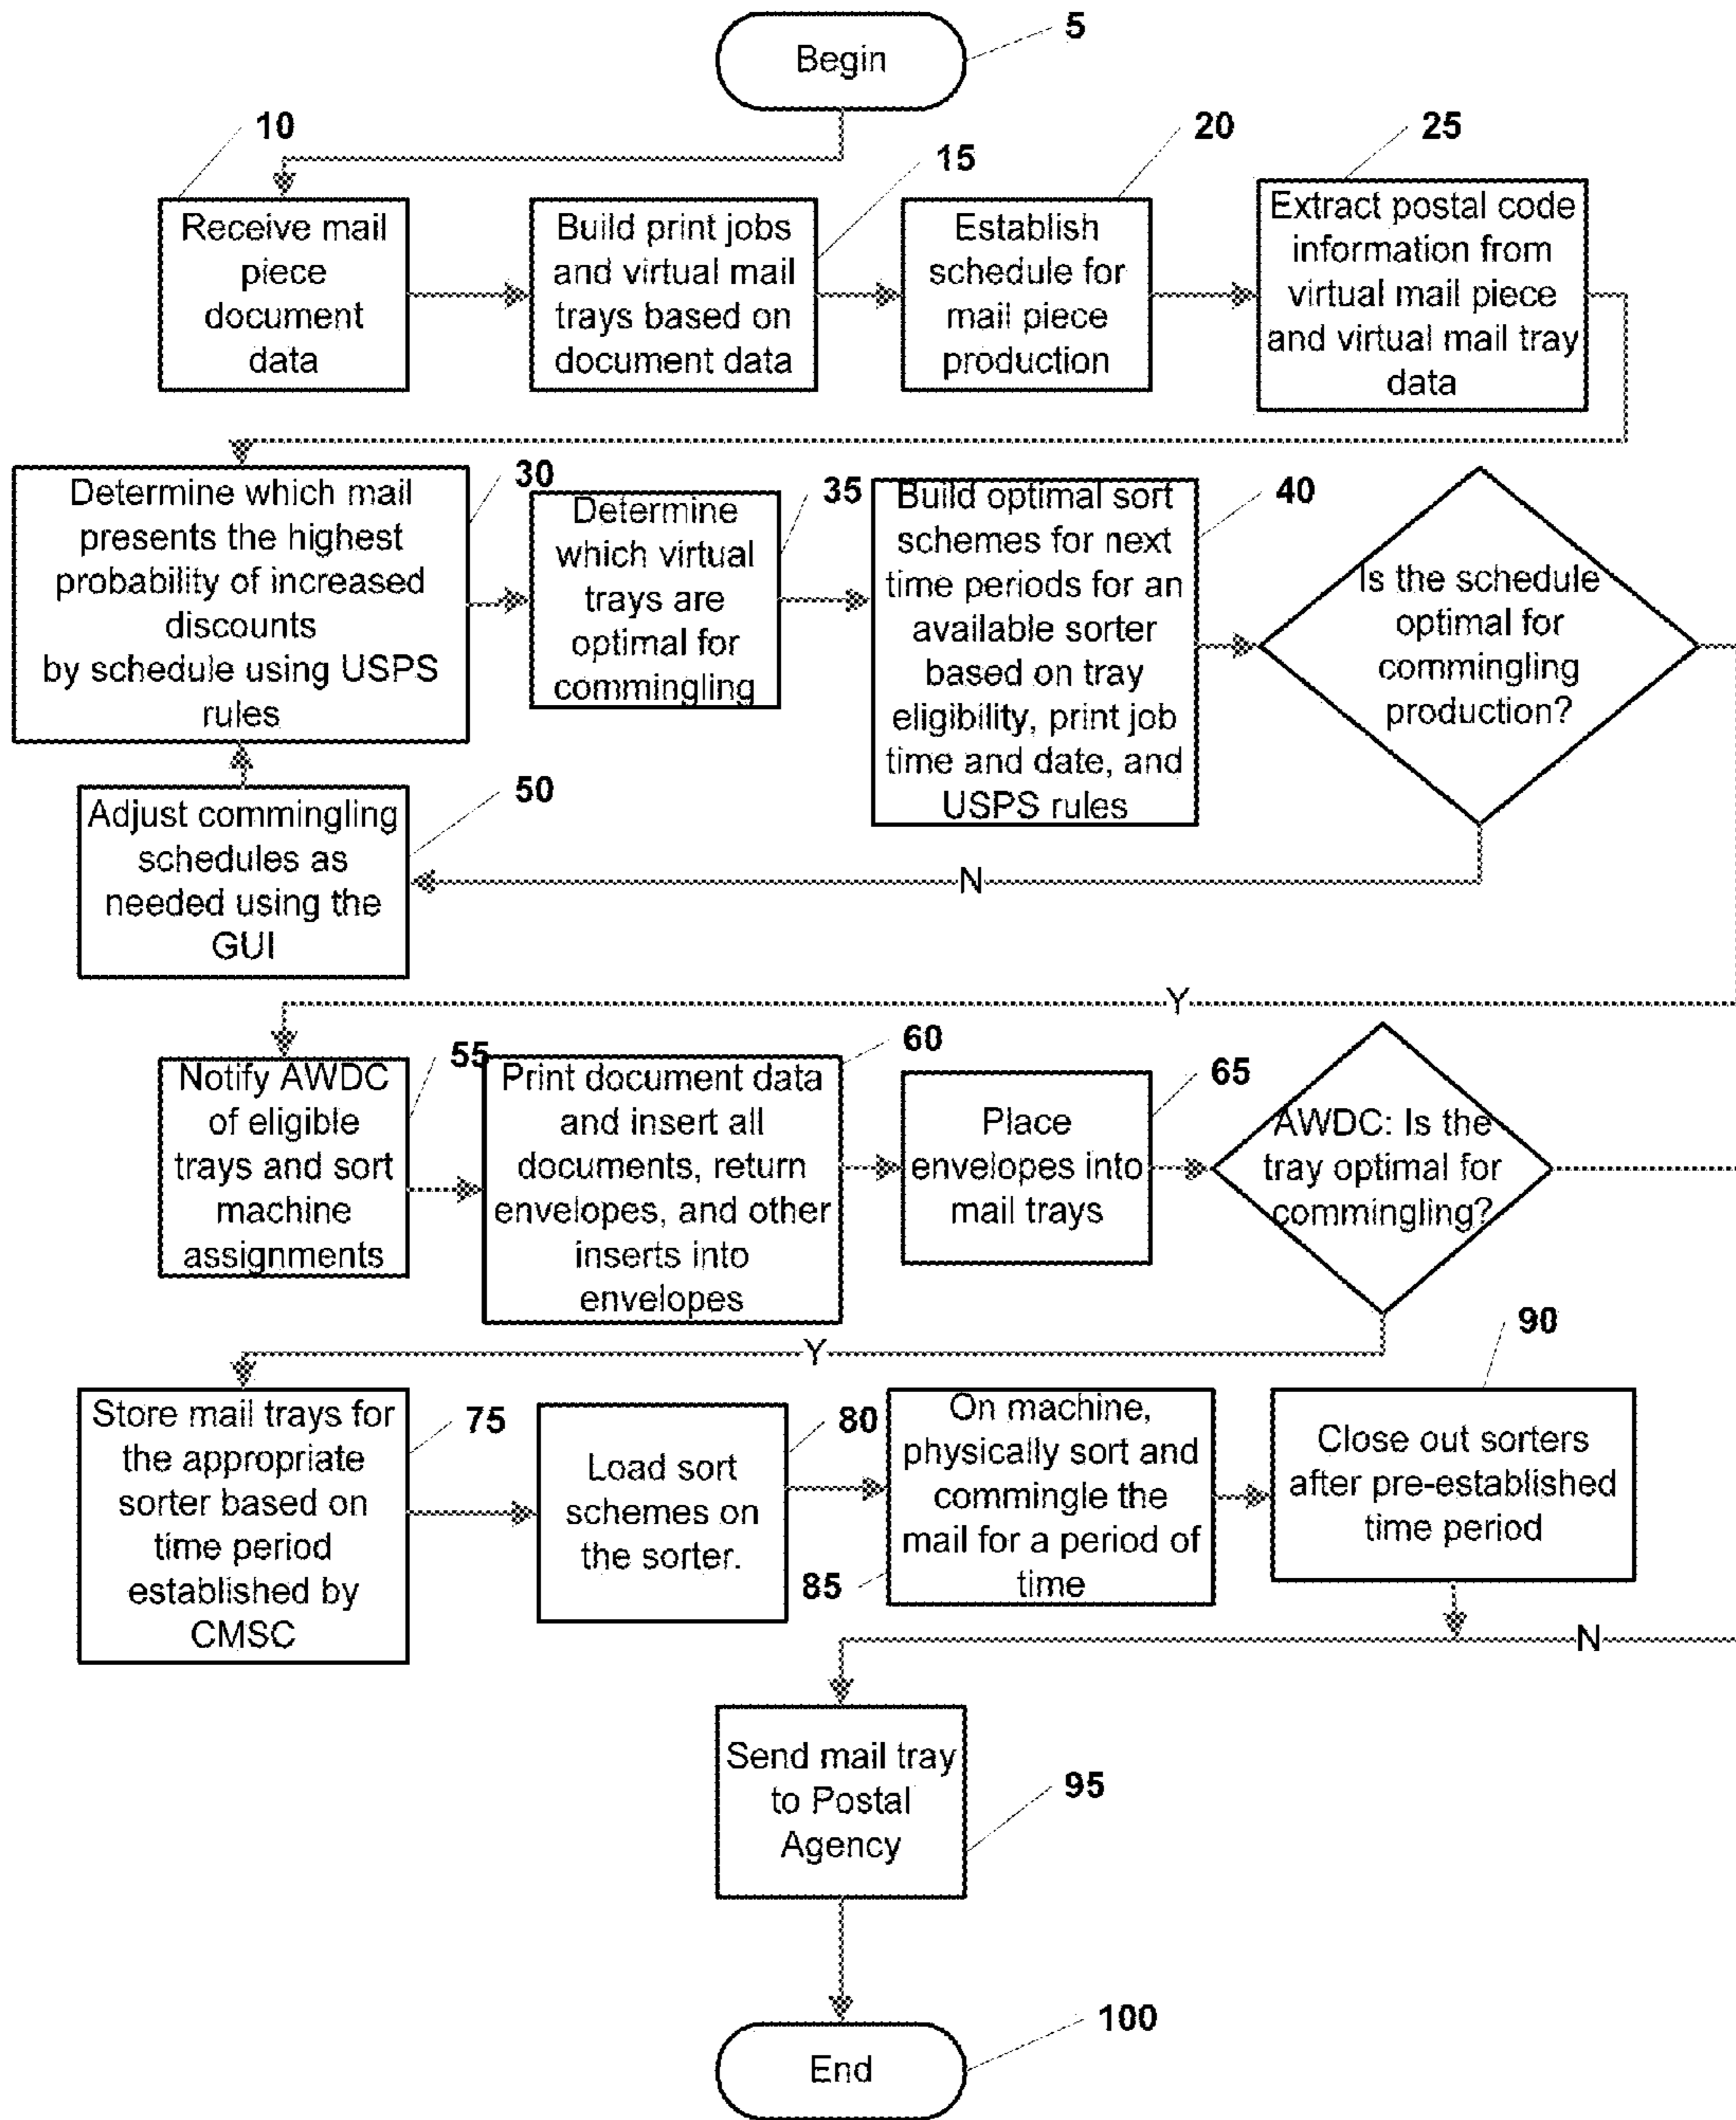 Begin
5
10
Receive mail
piece
document
data
15
Build print jobs
and virtual mail
trays based on
document data
20
Establish
schedule for
mail piece
production
25
Extract postal code
information from
virtual mail piece
and virtual mail tray
data
30
Determine which mail
presents the highest
probability of increased
discounts
by schedule using USPS
rules
35
Determine
which virtual
trays are
optimal for
commingling
40
Build optimal sort
schemes for next
time periods for an
available sorter
based on tray
eligibility, print job
time and date, and
USPS rules
Is the schedule
optimal for
commingling
production?
50
Adjust commingling
schedules as
needed using the
GUI
N
Y
55
Notify AWDC
of eligible
trays and sort
machine
assignments
60
Print document data
and insert all
documents, return
envelopes, and other
inserts into
envelopes
65
Place
envelopes into
mail trays
AWDC: Is the
tray optimal for
commingling?
Y
75
Store mail trays for
the appropriate
sorter based on
time period
established by
CMSC
80
Load sort
schemes on
the sorter.
85
On machine,
physically sort and
commingle the
mail for a period of
time
90
Close out sorters
after pre-established
time period
N
Send mail tray
to Postal
Agency
95
100
End